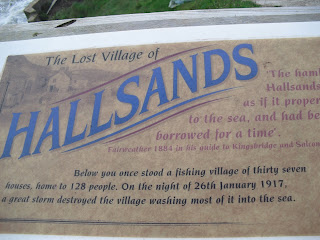 The Lost Village of
HALLSANDS
'The ham
Hallsands
as if it proper
to the sea, and had be
borrowed for a time'.
Fairweather 1884 in his guide to Kingsbridge and Salcom
Below you once stood a fishing village of thirty seven
houses, home to 128 people. On the night of 26th January 1917,
a great storm destroyed the village washing most of it into the sea.